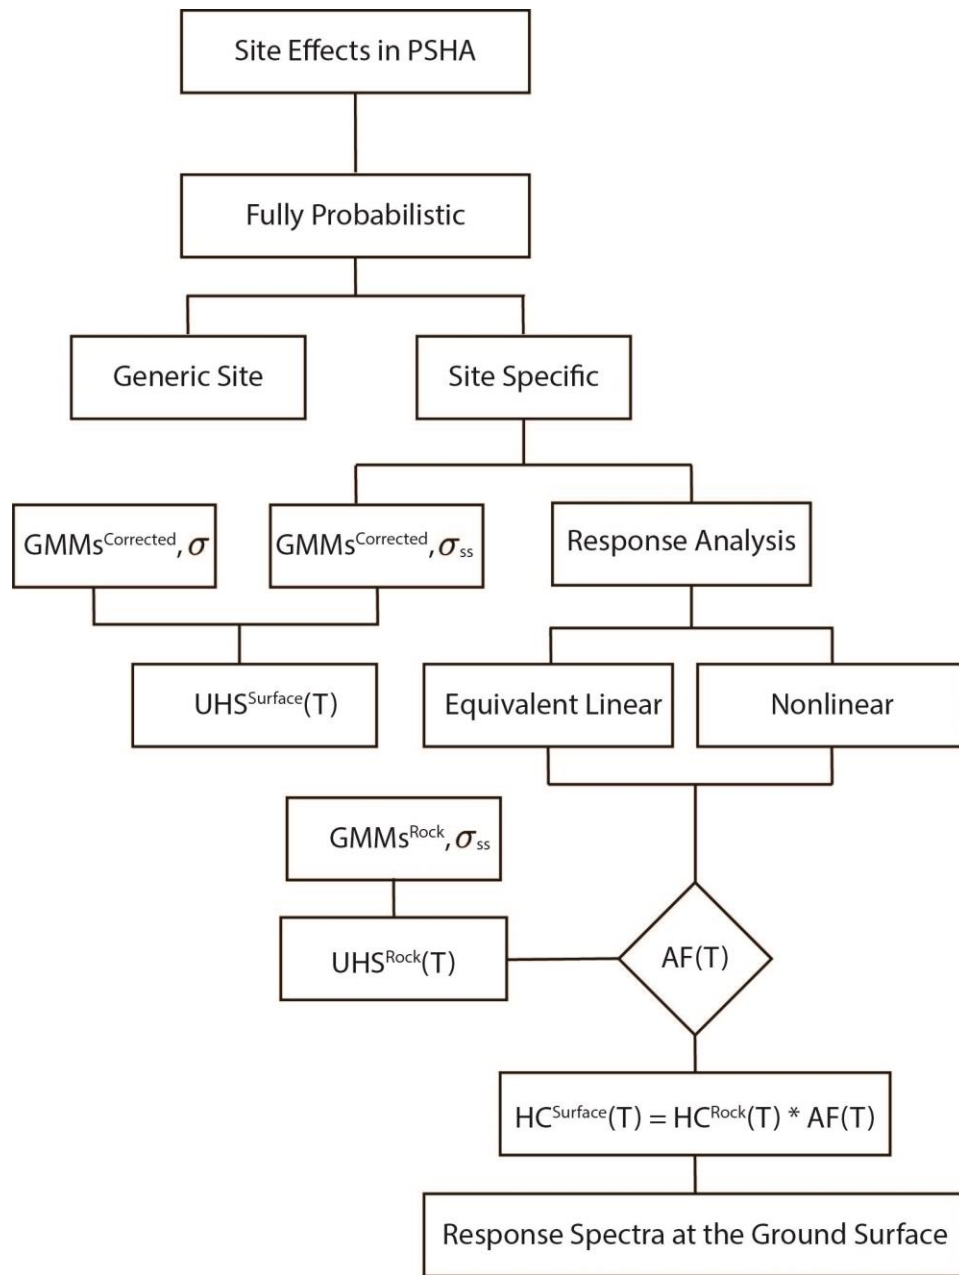 Site Effects in PSHA
Fully Probabilistic
Generic Site
Site Specific
GMMsCorrected, σ
GMMsCorrected, σss
Response Analysis
UHSSurface(T)
Equivalent Linear
Nonlinear
GMMsRock, σss
UHSRock(T)
AF(T)
HCSurface(T) = HCRock(T) * AF(T)
Response Spectra at the Ground Surface